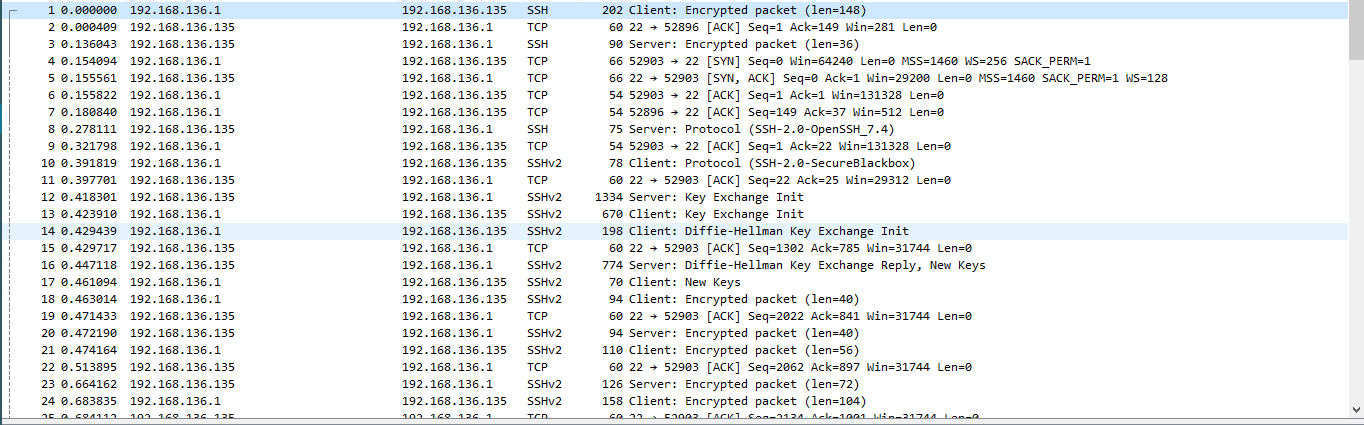 1 0.000000 192.168.136.1 192.168.136.135 SSH 202 Client: Encrypted packet (len=148)
2 0.000409 192.168.136.135 192.168.136.1 TCP 60 22 → 52896 [ACK] Seq=1 Ack=149 Win=281 Len=0
3 0.136043 192.168.136.135 192.168.136.1 SSH 90 Server: Encrypted packet (len=36)
4 0.154094 192.168.136.1 192.168.136.135 TCP 66 52903 → 22 [SYN] Seq=0 Win=64240 Len=0 MSS=1460 WS=256 SACK_PERM=1
5 0.155561 192.168.136.135 192.168.136.1 TCP 66 22 → 52903 [SYN, ACK] Seq=0 Ack=1 Win=29200 Len=0 MSS=1460 SACK_PERM=1 WS=128
6 0.155822 192.168.136.1 192.168.136.135 TCP 54 52903 → 22 [ACK] Seq=1 Ack=1 Win=131328 Len=0
7 0.180840 192.168.136.1 192.168.136.135 TCP 54 52896 → 22 [ACK] Seq=149 Ack=37 Win=512 Len=0
8 0.278111 192.168.136.135 192.168.136.1 SSH 75 Server: Protocol (SSH-2.0-OpenSSH_7.4)
9 0.321798 192.168.136.1 192.168.136.135 TCP 54 52903 → 22 [ACK] Seq=1 Ack=22 Win=131328 Len=0
10 0.391819 192.168.136.1 192.168.136.135 SSHv2 78 Client: Protocol (SSH-2.0-SecureBlackbox)
11 0.397701 192.168.136.135 192.168.136.1 TCP 60 22 → 52903 [ACK] Seq=22 Ack=25 Win=29312 Len=0
12 0.418301 192.168.136.135 192.168.136.1 SSHv2 1334 Server: Key Exchange Init
13 0.423910 192.168.136.1 192.168.136.135 SSHv2 670 Client: Key Exchange Init
14 0.429439 192.168.136.1 192.168.136.135 SSHv2 198 Client: Diffie-Hellman Key Exchange Init
15 0.429717 192.168.136.135 192.168.136.1 TCP 60 22 → 52903 [ACK] Seq=1302 Ack=785 Win=31744 Len=0
16 0.447118 192.168.136.135 192.168.136.1 SSHv2 774 Server: Diffie-Hellman Key Exchange Reply, New Keys
17 0.461094 192.168.136.1 192.168.136.135 SSHv2 70 Client: New Keys
18 0.463014 192.168.136.1 192.168.136.135 SSHv2 94 Client: Encrypted packet (len=40)
19 0.471433 192.168.136.135 192.168.136.1 TCP 60 22 → 52903 [ACK] Seq=2022 Ack=841 Win=31744 Len=0
20 0.472190 192.168.136.135 192.168.136.1 SSHv2 94 Server: Encrypted packet (len=40)
21 0.474164 192.168.136.1 192.168.136.135 SSHv2 110 Client: Encrypted packet (len=56)
22 0.513895 192.168.136.135 192.168.136.1 TCP 60 22 → 52903 [ACK] Seq=2062 Ack=897 Win=31744 Len=0
23 0.664162 192.168.136.135 192.168.136.1 SSHv2 126 Server: Encrypted packet (len=72)
24 0.683835 192.168.136.1 192.168.136.135 SSHv2 158 Client: Encrypted packet (len=104)
25 0.684112 192.168.136.135 192.168.136.1 TCP 60 22 → 52903 [ACK] Seq=2134 Ack=1001 Win=31744 Len=0